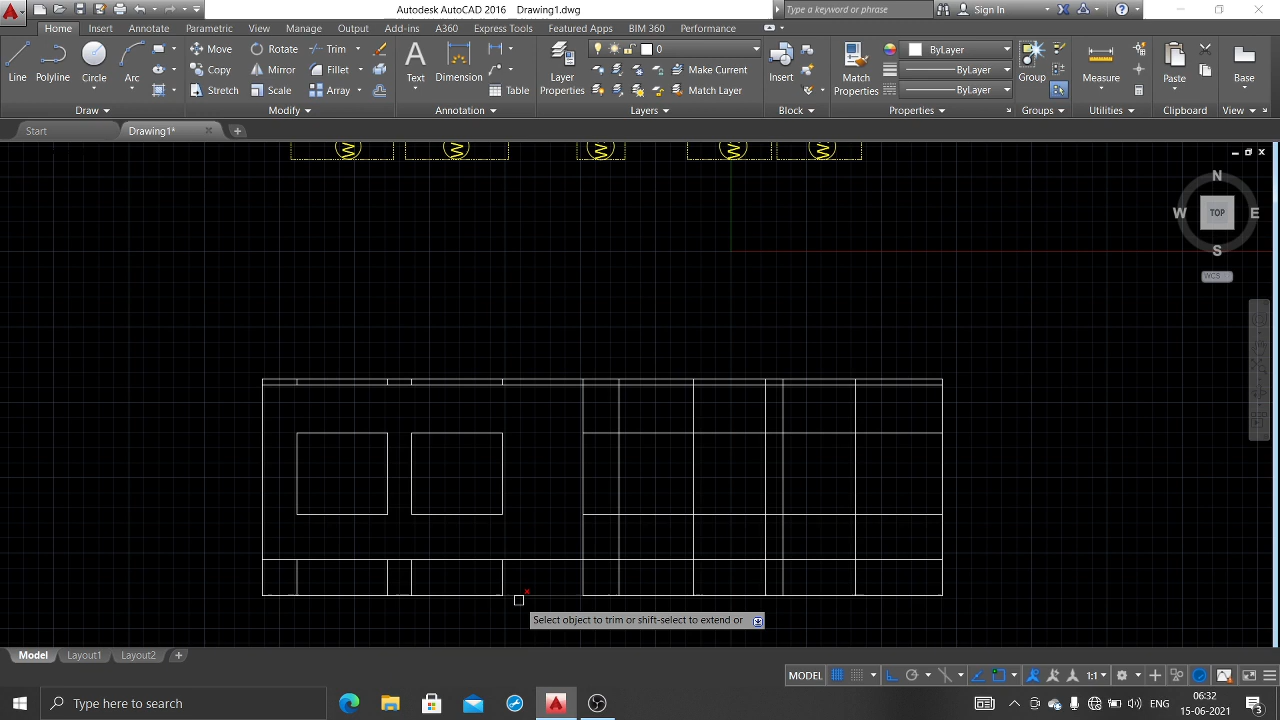 Autodesk AutoCAD 2016 Drawing1.dwg
Type a keyword or phrase
Sign In
Home Insert Annotate Parametric View Manage Output Add-ins A360 Express Tools Featured Apps BIM 360 Performance
Line
Polyline
Circle
Arc
Draw
Move
Copy
Stretch
Rotate
Mirror
Scale
Trim
Fillet
Array
Modify
Text
Dimension
Table
Annotation
Layer
Properties
0
Make Current
Match Layer
Layers
Insert
Block
Match
Properties
ByLayer
ByLayer
ByLayer
Properties
Group
Groups
Measure
Utilities
Paste
Clipboard
Base
View
Start
Drawing1*
W W W W W
N
W TOP E
S
WCS
Select object to trim or shift-select to extend or
Model Layout1 Layout2
MODEL
1:1
Type here to search
ENG
06:32
15-06-2021
3